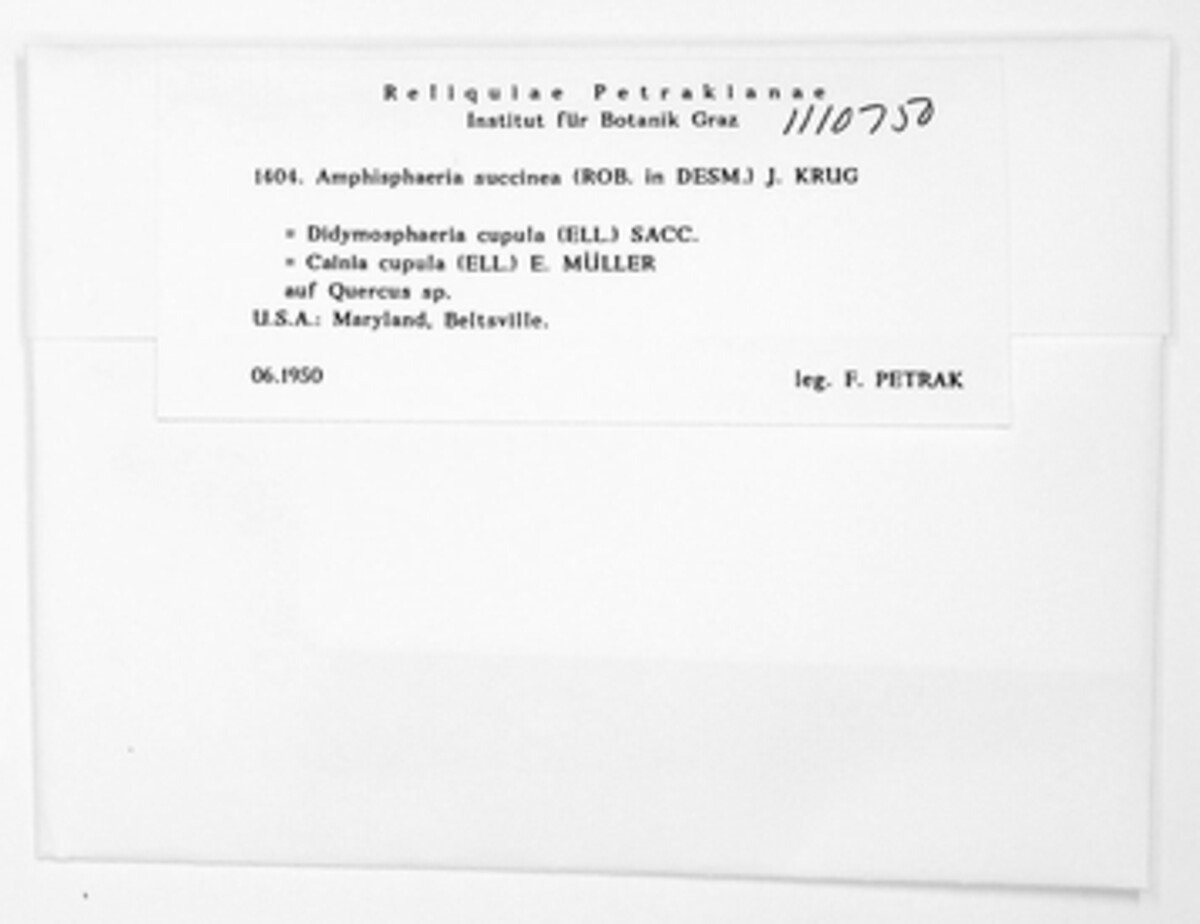 Reliquiae Petrakianae
Institut für Botanik Graz 1110750
1404. Amphisphaeria succinea (ROB. in DESM.) J. KRUG
= Didymosphaeria cupula (ELL.) SACC.
= Cainia cupula (ELL.) E. MÜLLER
auf Quercus sp.
U.S.A.: Maryland, Beltsville.
06.1950 leg. F. PETRAK